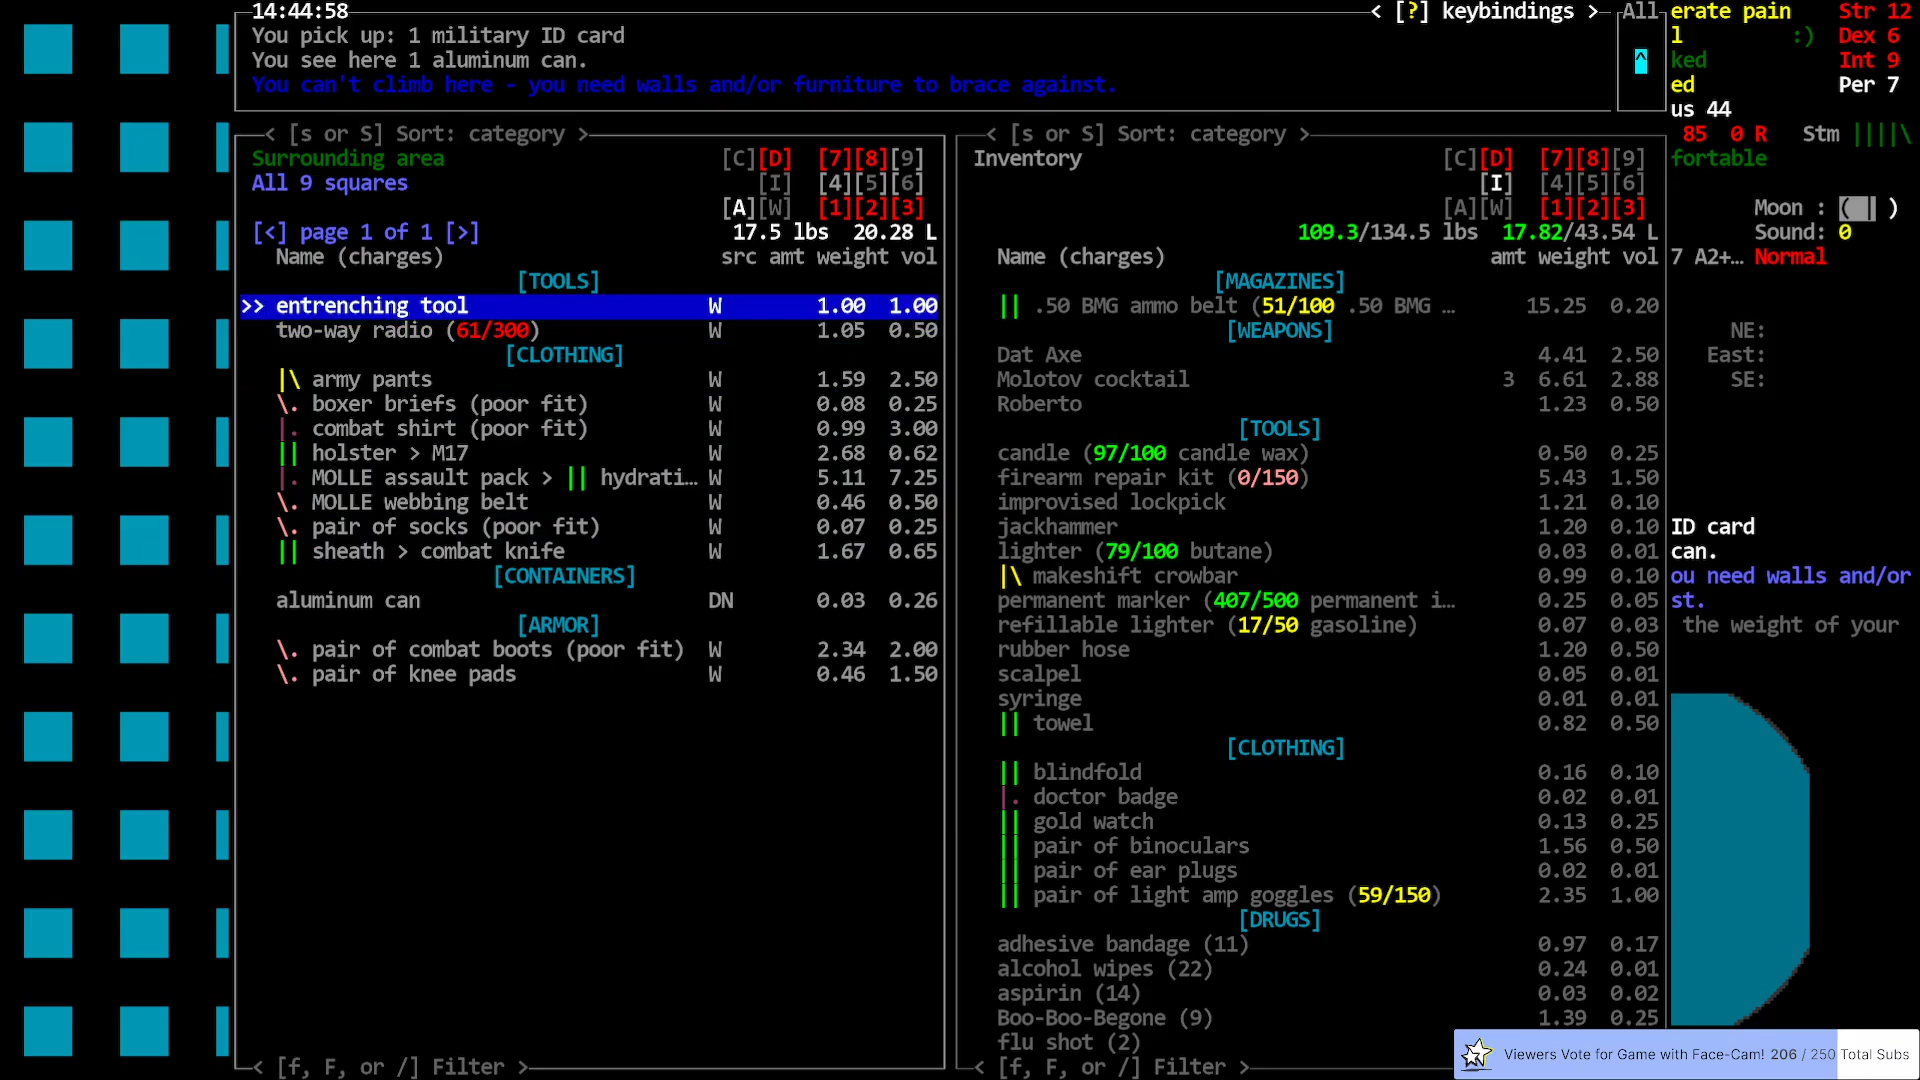 14:44:58
< [?] keybindings >
All
You pick up: 1 military ID card
You see here 1 aluminum can.
^
You can't climb here - you need walls and/or furniture to brace against.
< [s or S] Sort: category >
Surrounding area [C][D] [7][8][9]
All 9 squares [I] [4][5][6]
[A][W] [1][2][3]
[<] page 1 of 1 [>] 17.5 lbs 20.28 L
Name (charges) src amt weight vol
[TOOLS]
>> entrenching tool W 1.00 1.00
two-way radio (61/300) W 1.05 0.50
[CLOTHING]
|\ army pants W 1.59 2.50
\. boxer briefs (poor fit) W 0.08 0.25
|. combat shirt (poor fit) W 0.99 3.00
|| holster > M17 W 2.68 0.62
|. MOLLE assault pack > || hydrati… W 5.11 7.25
\. MOLLE webbing belt W 0.46 0.50
\. pair of socks (poor fit) W 0.07 0.25
|| sheath > combat knife W 1.67 0.65
[CONTAINERS]
aluminum can DN 0.03 0.26
[ARMOR]
\. pair of combat boots (poor fit) W 2.34 2.00
\. pair of knee pads W 0.46 1.50
< [f, F, or /] Filter >
< [s or S] Sort: category >
Inventory [C][D] [7][8][9]
[I] [4][5][6]
[A][W] [1][2][3]
109.3/134.5 lbs 17.82/43.54 L
Name (charges) amt weight vol
[MAGAZINES]
|| .50 BMG ammo belt (51/100 .50 BMG … 15.25 0.20
[WEAPONS]
Dat Axe 4.41 2.50
Molotov cocktail 3 6.61 2.88
Roberto 1.23 0.50
[TOOLS]
candle (97/100 candle wax) 0.50 0.25
firearm repair kit (0/150) 5.43 1.50
improvised lockpick 1.21 0.10
jackhammer 1.20 0.10
lighter (79/100 butane) 0.03 0.01
|\ makeshift crowbar 0.99 0.10
permanent marker (407/500 permanent i… 0.25 0.05
refillable lighter (17/50 gasoline) 0.07 0.03
rubber hose 1.20 0.50
scalpel 0.05 0.01
syringe 0.01 0.01
|| towel 0.82 0.50
[CLOTHING]
|| blindfold 0.16 0.10
|. doctor badge 0.02 0.01
|| gold watch 0.13 0.25
|| pair of binoculars 1.56 0.50
|| pair of ear plugs 0.02 0.01
|| pair of light amp goggles (59/150) 2.35 1.00
[DRUGS]
adhesive bandage (11) 0.97 0.17
alcohol wipes (22) 0.24 0.01
aspirin (14) 0.03 0.02
Boo-Boo-Begone (9) 1.39 0.25
flu shot (2)
< [f, F, or /] Filter >
erate pain Str 12
l :) Dex 6
ked Int 9
ed Per 7
us 44
85 0 R Stm ||||\
fortable
Moon : ( | )
Sound: 0
7 A2+… Normal
NE:
East:
SE:
ID card
can.
ou need walls and/or
st.
the weight of your
Viewers Vote for Game with Face-Cam! 206 / 250 Total Subs